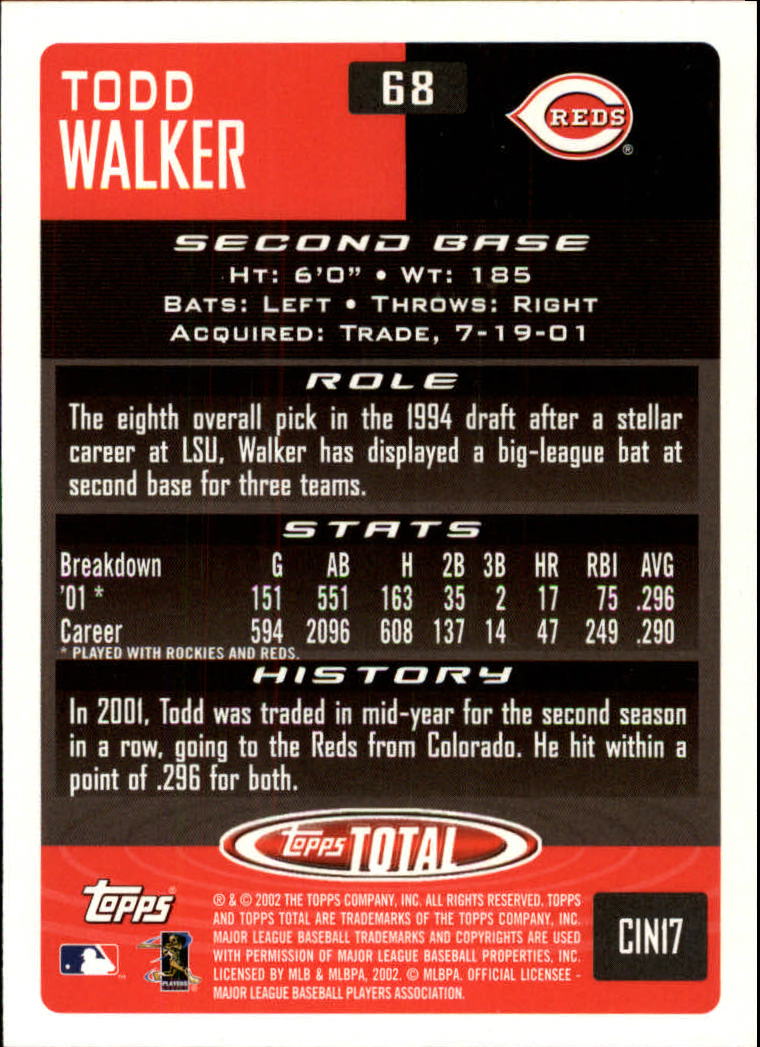 TODD
WALKER
68
REDS
®
SECOND BASE
HT: 6'0" • WT: 185
BATS: LEFT • THROWS: RIGHT
ACQUIRED: TRADE, 7-19-01
ROLE
The eighth overall pick in the 1994 draft after a stellar
career at LSU, Walker has displayed a big-league bat at
second base for three teams.
STATS
Breakdown G AB H 2B 3B HR RBI AVG
'01 * 151 551 163 35 2 17 75 .296
Career 594 2096 608 137 14 47 249 .290
* PLAYED WITH ROCKIES AND REDS.
HISTORY
In 2001, Todd was traded in mid-year for the second season
in a row, going to the Reds from Colorado. He hit within a
point of .296 for both.
Topps TOTAL
Topps®
® & © 2002 THE TOPPS COMPANY, INC. ALL RIGHTS RESERVED. TOPPS
AND TOPPS TOTAL ARE TRADEMARKS OF THE TOPPS COMPANY, INC.
MAJOR LEAGUE BASEBALL TRADEMARKS AND COPYRIGHTS ARE USED
WITH PERMISSION OF MAJOR LEAGUE BASEBALL PROPERTIES, INC.
LICENSED BY MLB & MLBPA, 2002. © MLBPA. OFFICIAL LICENSEE -
MAJOR LEAGUE BASEBALL PLAYERS ASSOCIATION.
PLAYERS
CIN17